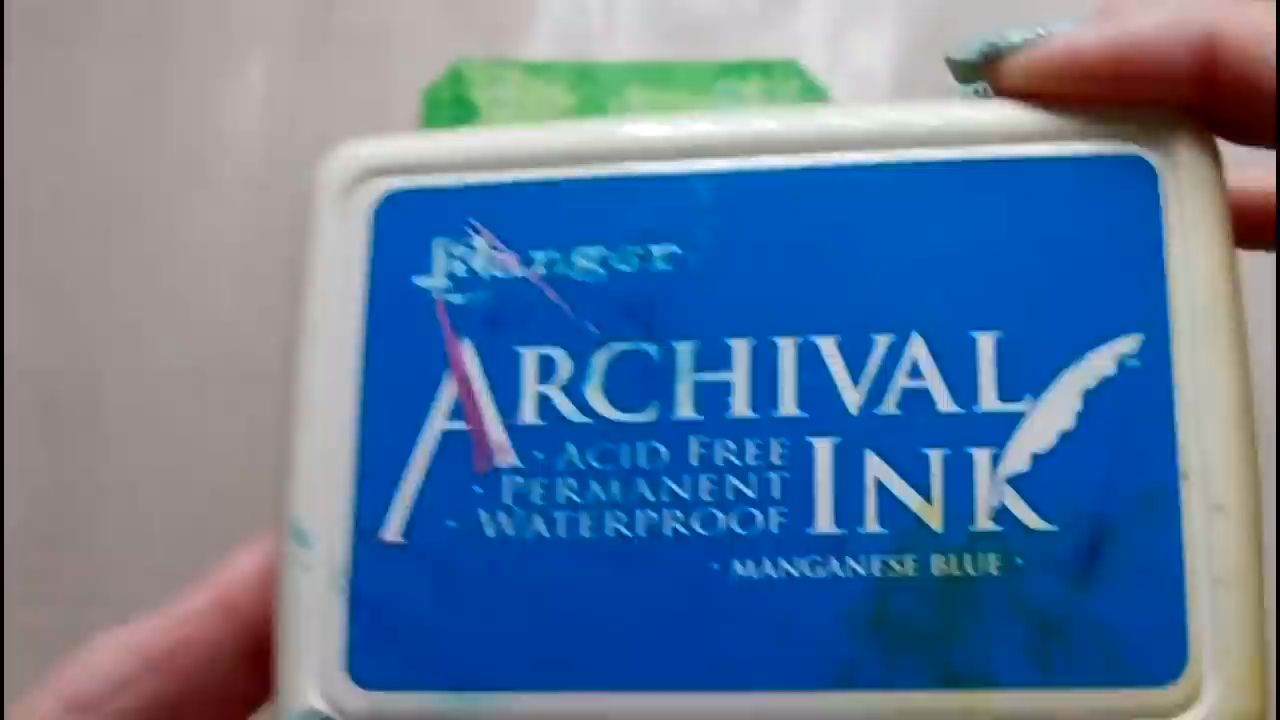 Ranger
ARCHIVAL
INK
· ACID FREE
· PERMANENT
· WATERPROOF
· MANGANESE BLUE ·